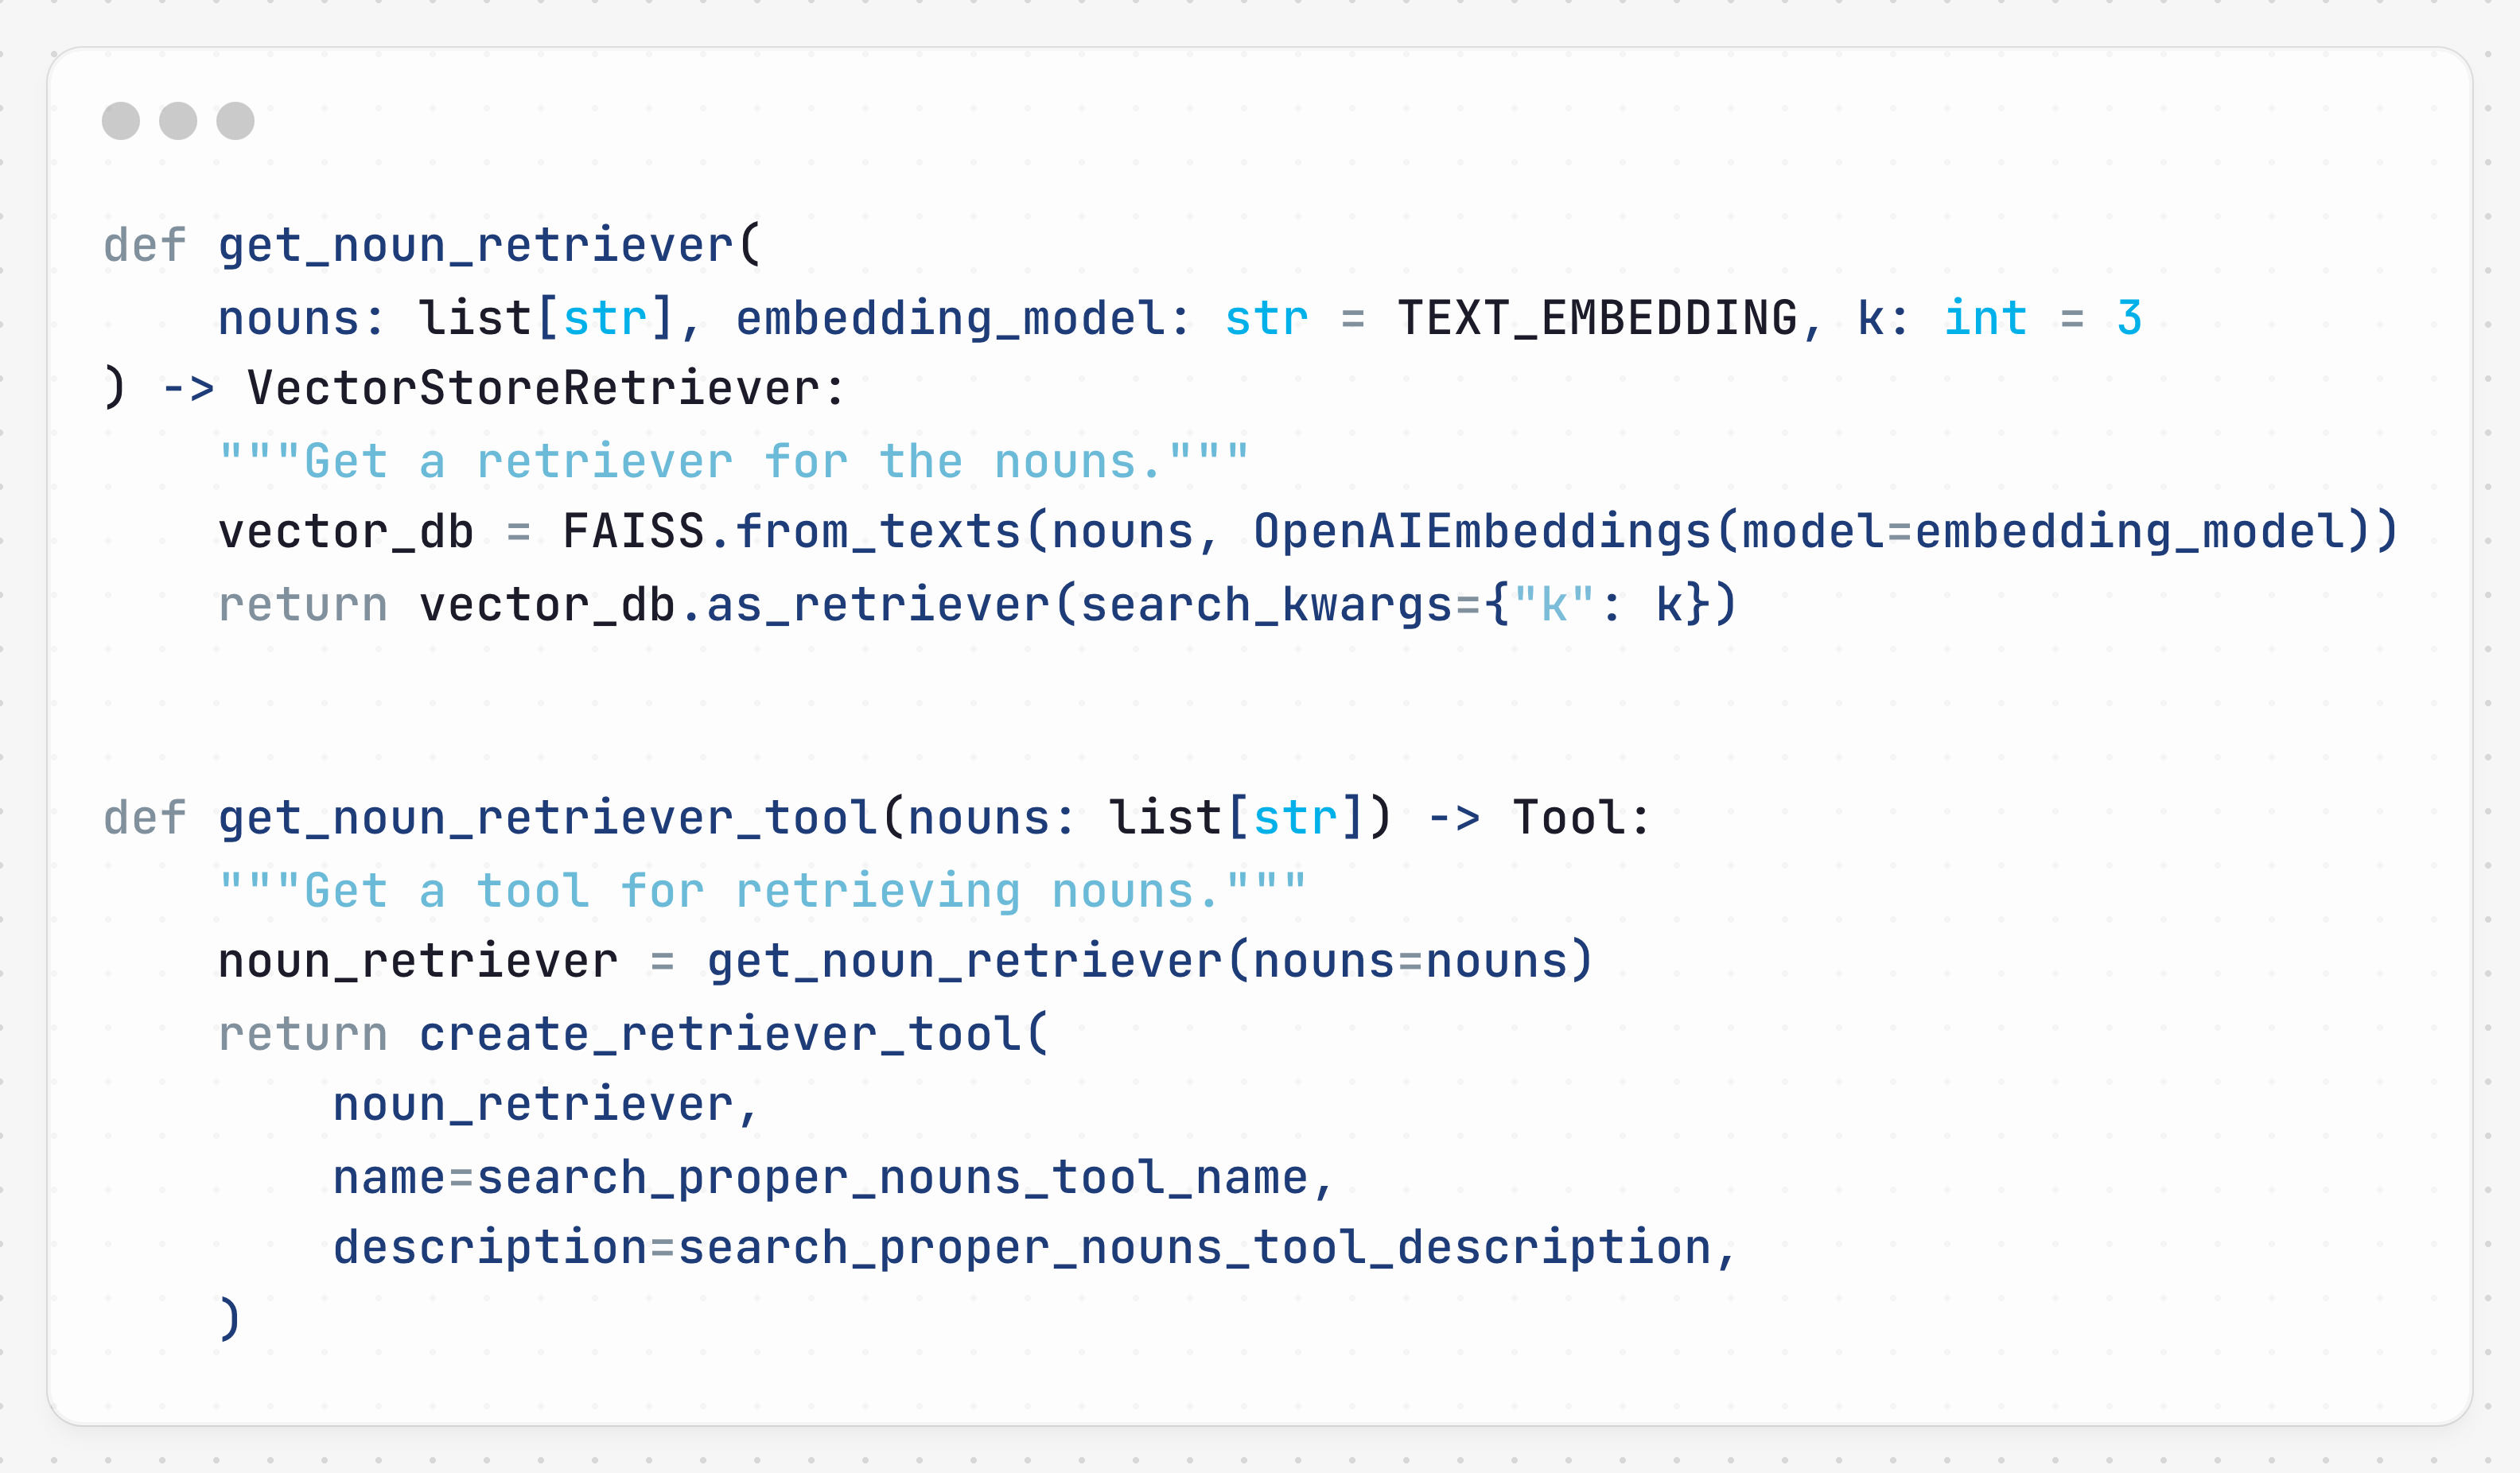 def get_noun_retriever(
    nouns: list[str], embedding_model: str = TEXT_EMBEDDING, k: int = 3
) -> VectorStoreRetriever:
    """Get a retriever for the nouns."""
    vector_db = FAISS.from_texts(nouns, OpenAIEmbeddings(model=embedding_model))
    return vector_db.as_retriever(search_kwargs={"k": k})
def get_noun_retriever_tool(nouns: list[str]) -> Tool:
    """Get a tool for retrieving nouns."""
    noun_retriever = get_noun_retriever(nouns=nouns)
    return create_retriever_tool(
        noun_retriever,
        name=search_proper_nouns_tool_name,
        description=search_proper_nouns_tool_description,
    )